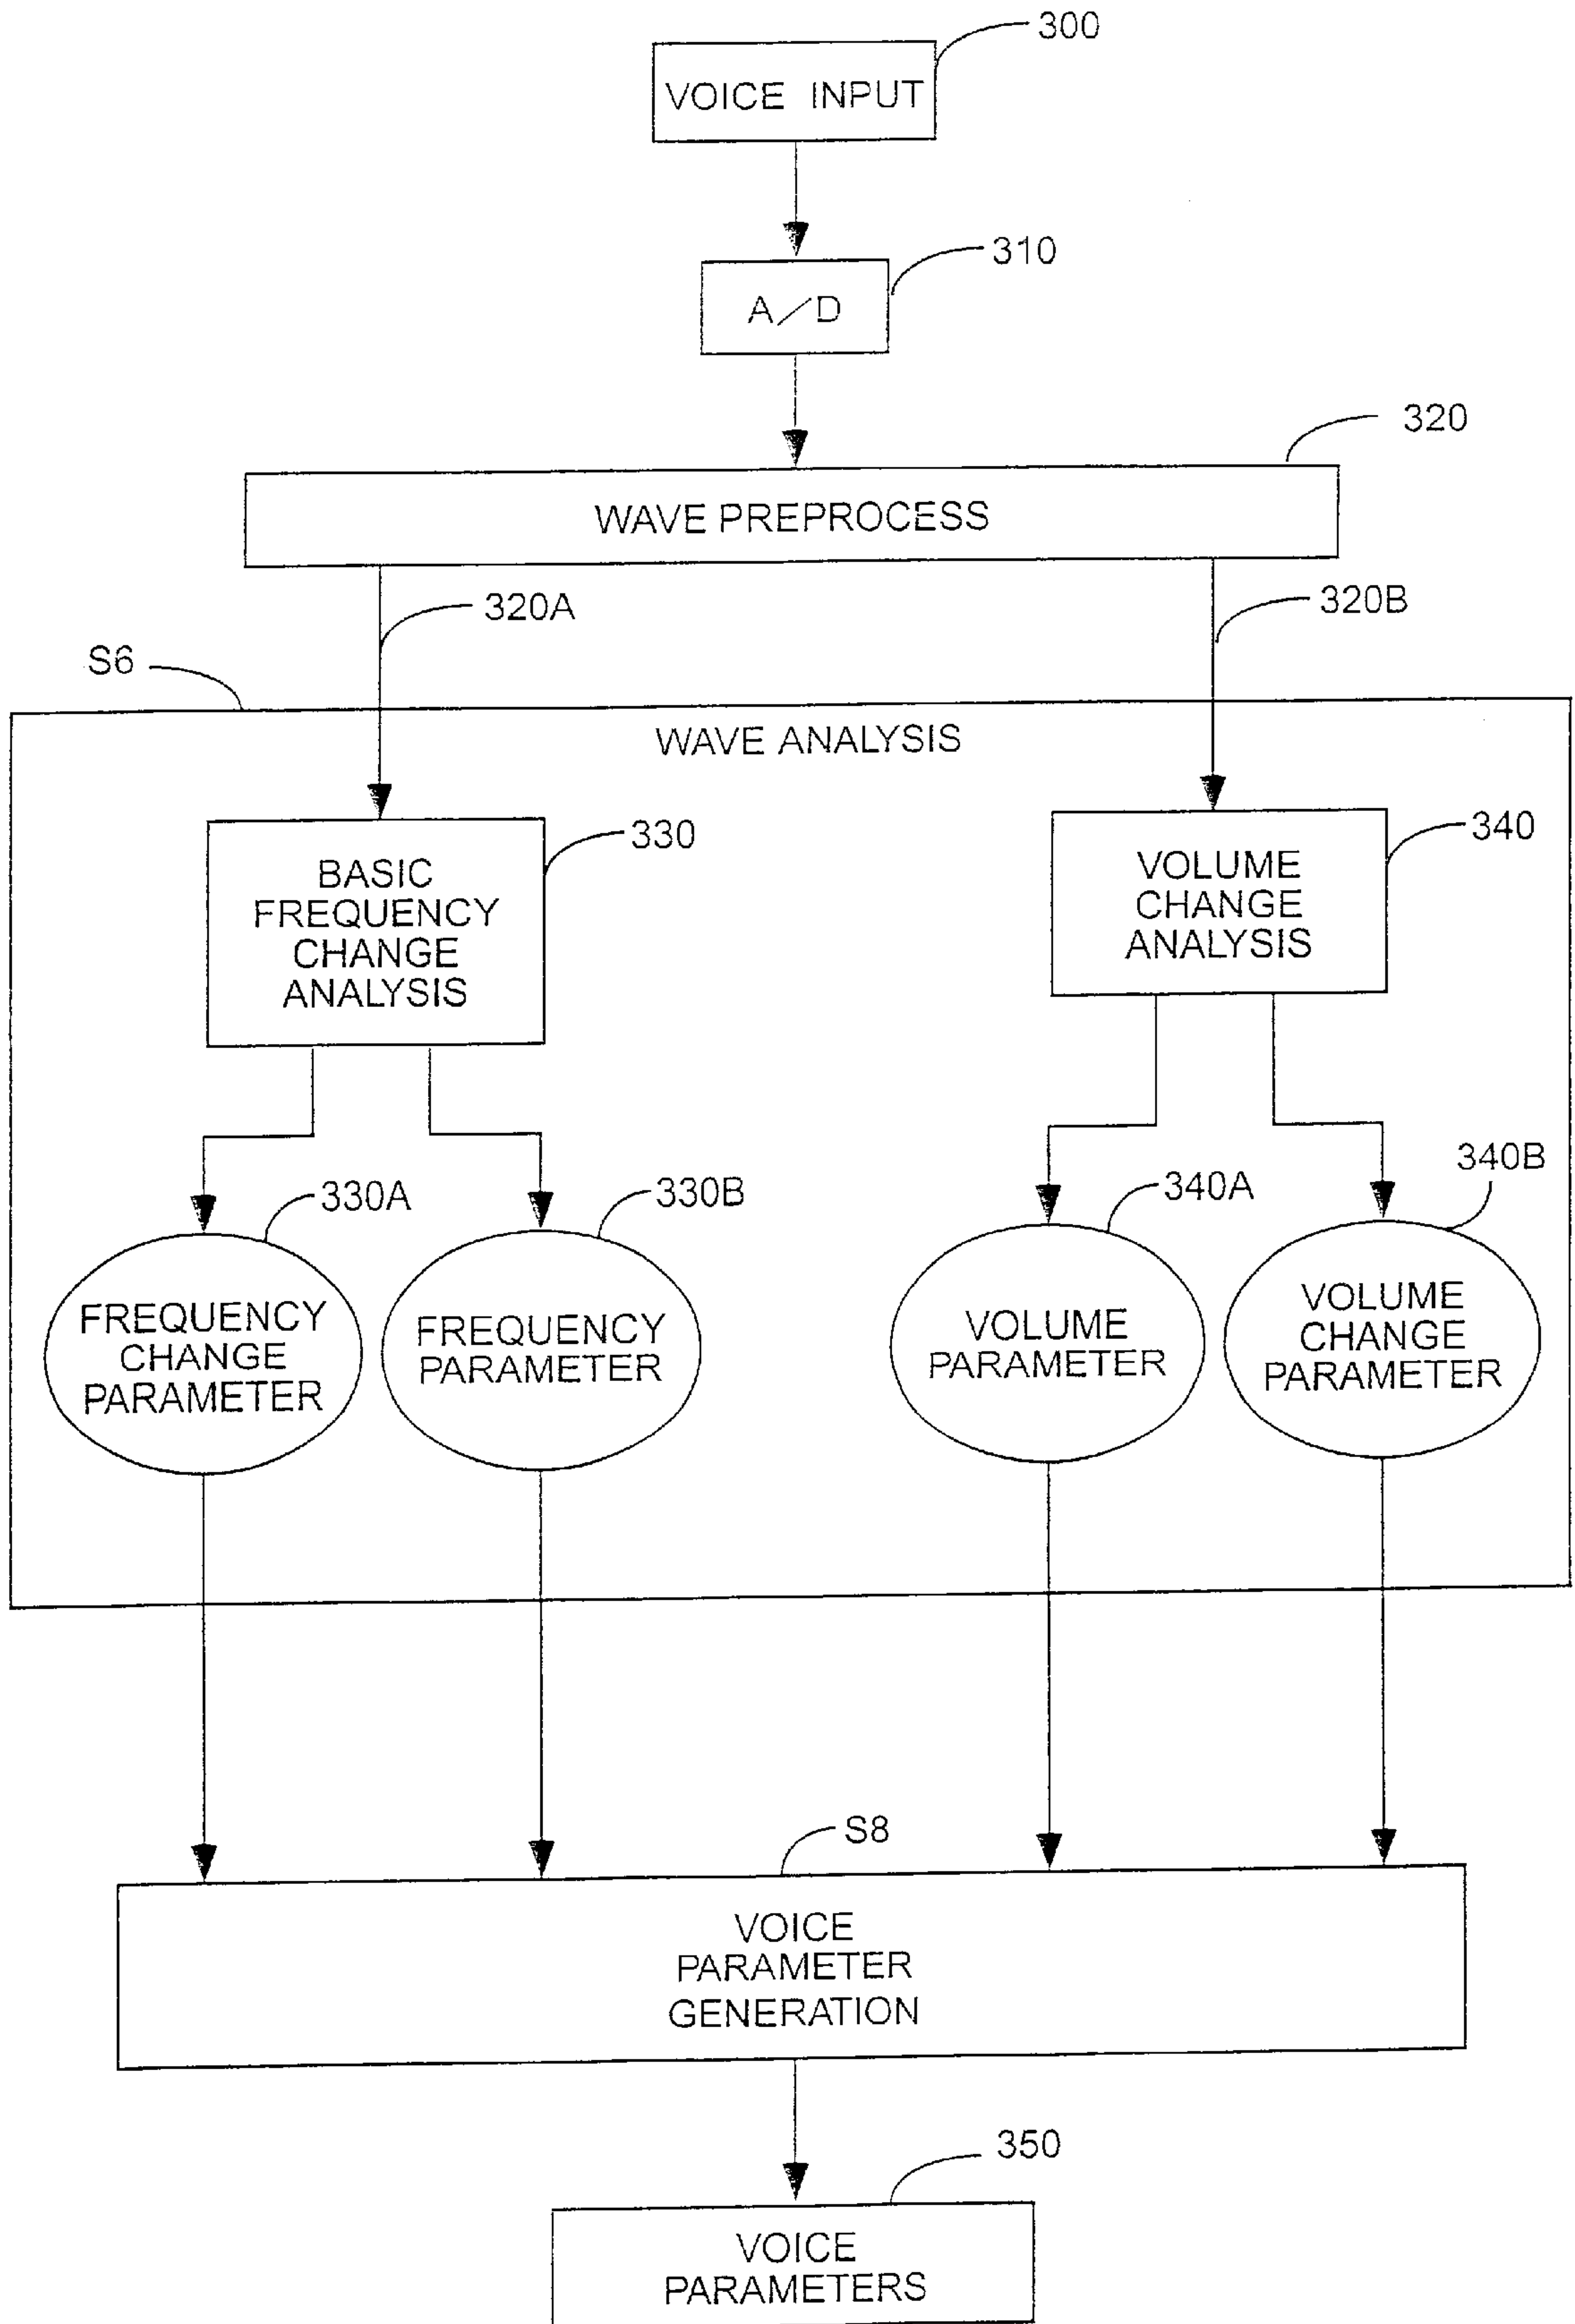 300
VOICE INPUT
310
A/D
320
WAVE PREPROCESS
320A
320B
S6
WAVE ANALYSIS
330
BASIC
FREQUENCY
CHANGE
ANALYSIS
340
VOLUME
CHANGE
ANALYSIS
330A
FREQUENCY
CHANGE
PARAMETER
330B
FREQUENCY
PARAMETER
340A
VOLUME
PARAMETER
340B
VOLUME
CHANGE
PARAMETER
S8
VOICE
PARAMETER
GENERATION
350
VOICE
PARAMETERS